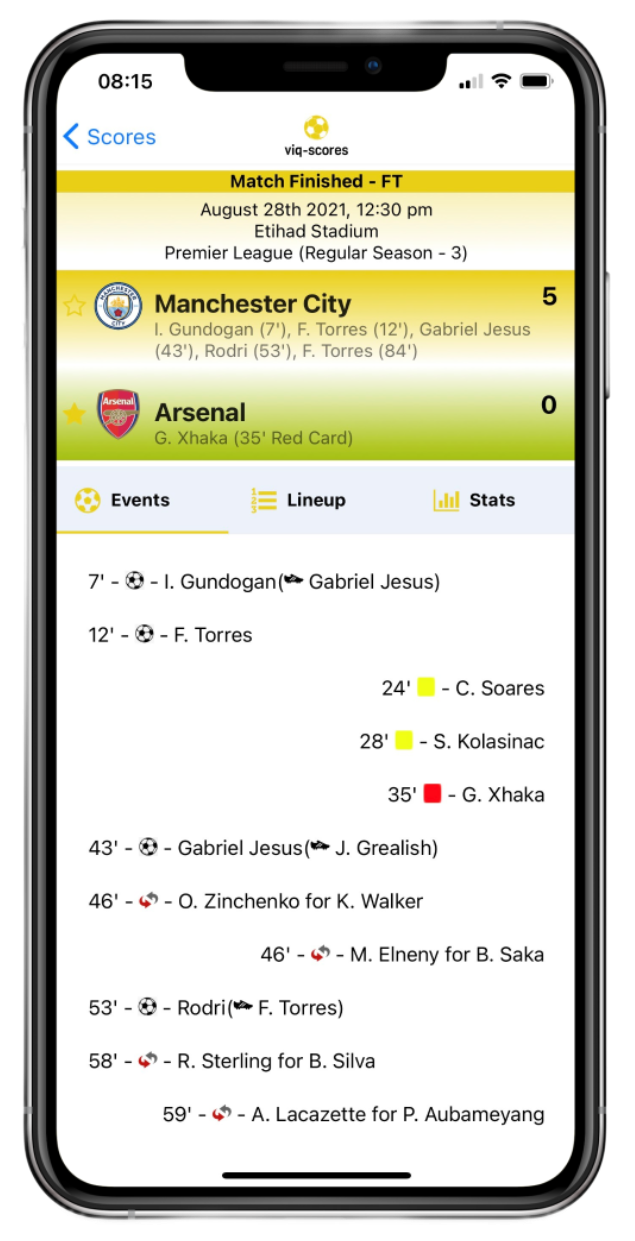 08:15
Scores
viq-scores
Match Finished - FT
August 28th 2021, 12:30 pm
Etihad Stadium
Premier League (Regular Season - 3)
MANCHESTER
CITY
Manchester City
5
I. Gundogan (7'), F. Torres (12'), Gabriel Jesus
(43'), Rodri (53'), F. Torres (84')
Arsenal
Arsenal
0
G. Xhaka (35' Red Card)
Events
1
2
3
Lineup
Stats
7' - - I. Gundogan( Gabriel Jesus)
12' - - F. Torres
24' - C. Soares
28' - S. Kolasinac
35' - G. Xhaka
43' - - Gabriel Jesus( J. Grealish)
46' - - O. Zinchenko for K. Walker
46' - - M. Elneny for B. Saka
53' - - Rodri( F. Torres)
58' - - R. Sterling for B. Silva
59' - - A. Lacazette for P. Aubameyang